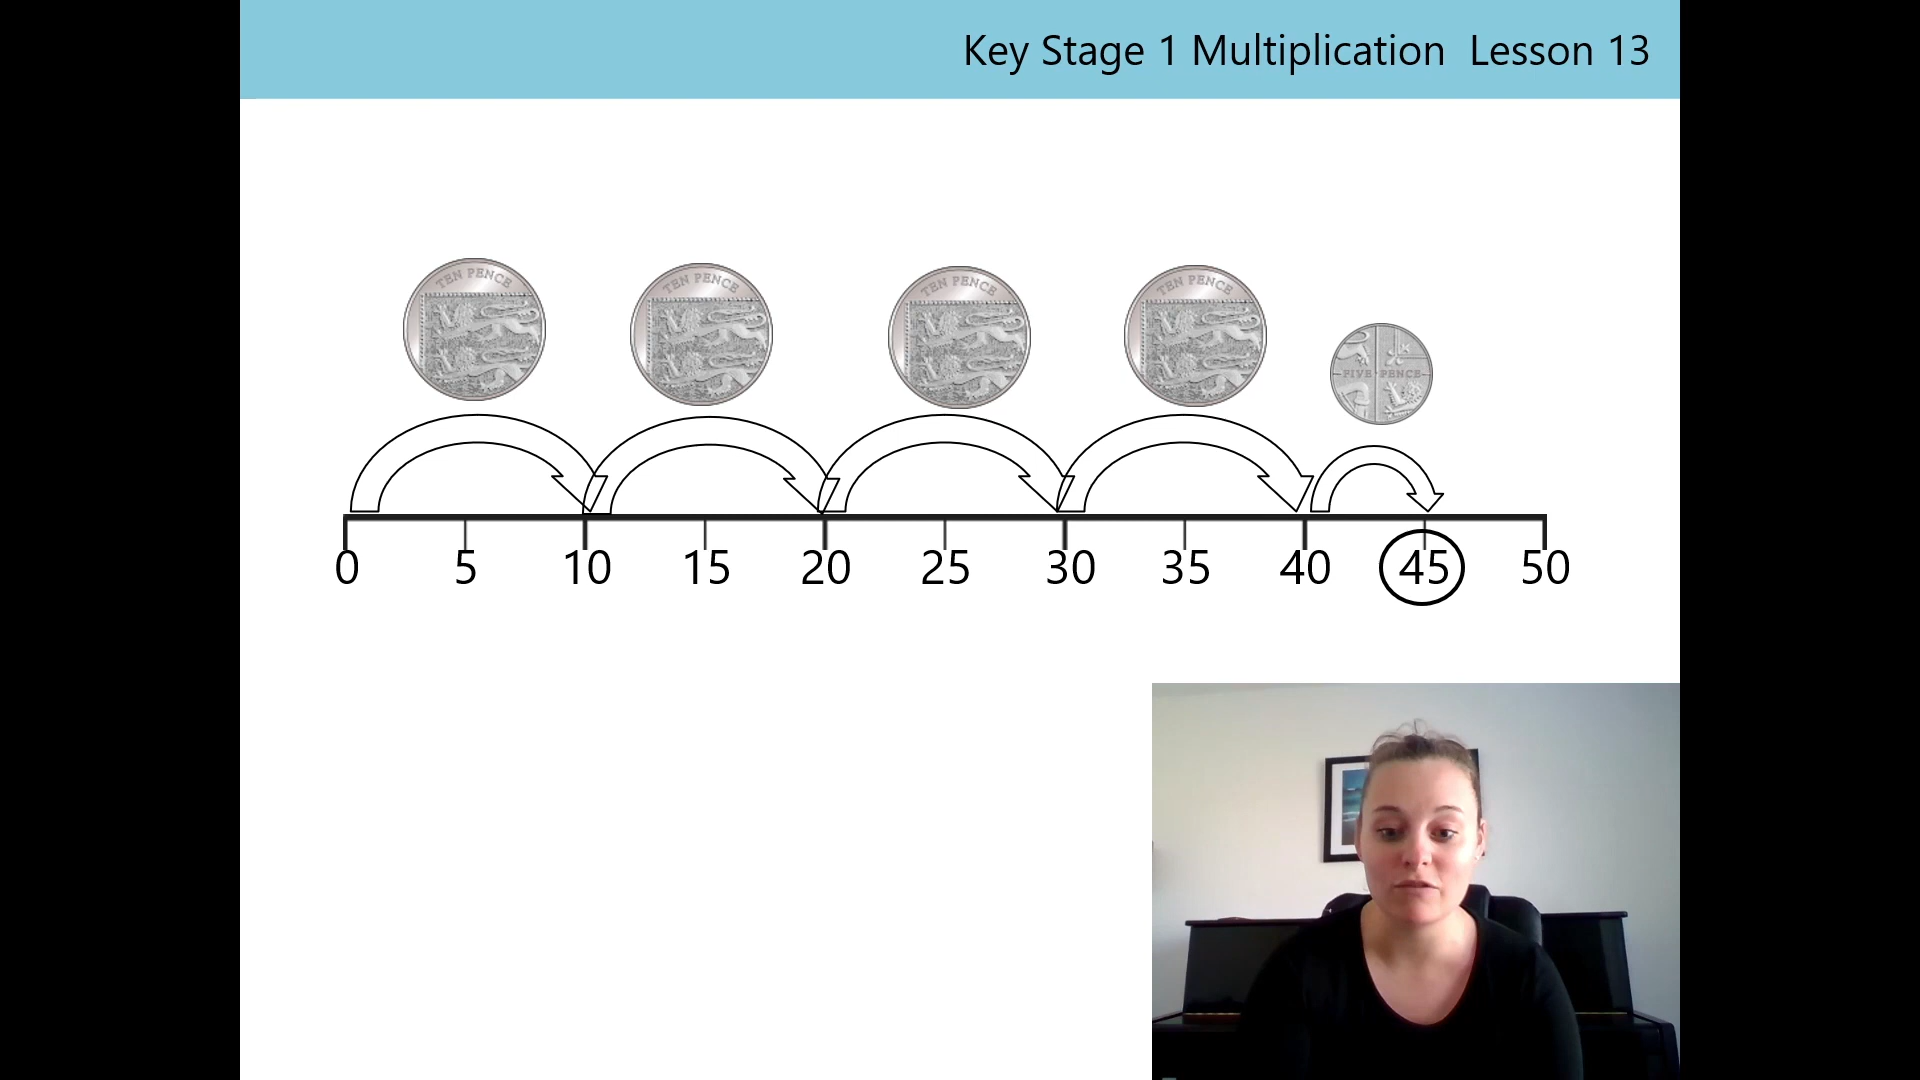 Key Stage 1 Multiplication Lesson 13
TEN PENCE TEN PENCE TEN PENCE TEN PENCE
FIVE PENCE
0 5 10 15 20 25 30 35 40 45 50